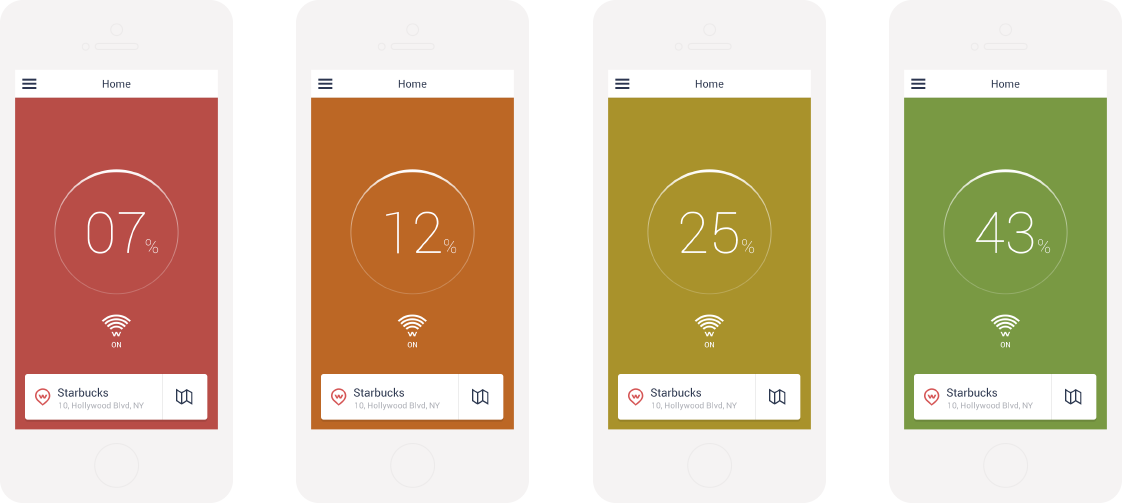 Home
07%
ON
Starbucks
10, Hollywood Blvd, NY
Home
12%
ON
Starbucks
10, Hollywood Blvd, NY
Home
25%
ON
Starbucks
10, Hollywood Blvd, NY
Home
43%
ON
Starbucks
10, Hollywood Blvd, NY